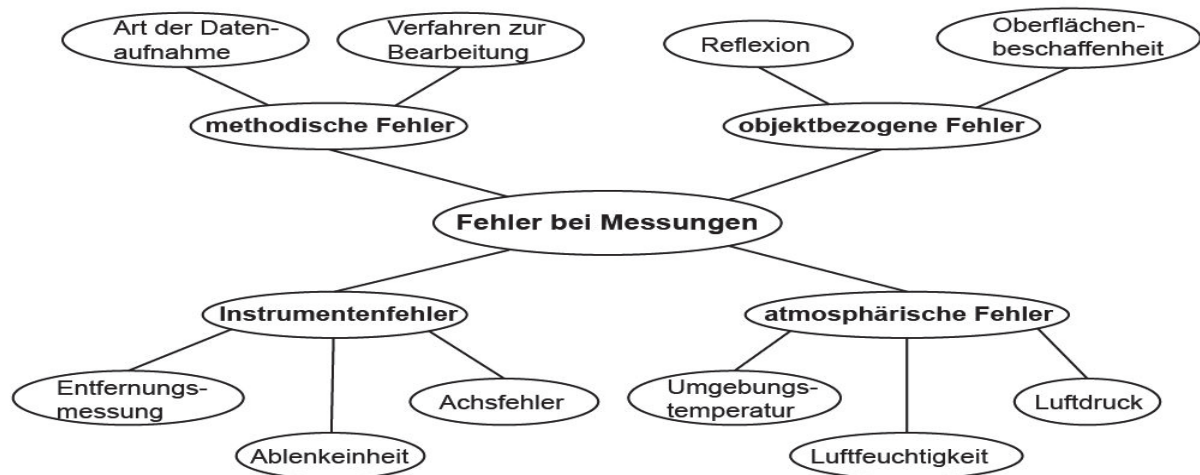 Art der Daten-
aufnahme
Verfahren zur
Bearbeitung
Reflexion
Oberflächen-
beschaffenheit
methodische Fehler
objektbezogene Fehler
Fehler bei Messungen
Instrumentenfehler
atmosphärische Fehler
Entfernungs-
messung
Achsfehler
Ablenkeinheit
Umgebungs-
temperatur
Luftdruck
Luftfeuchtigkeit